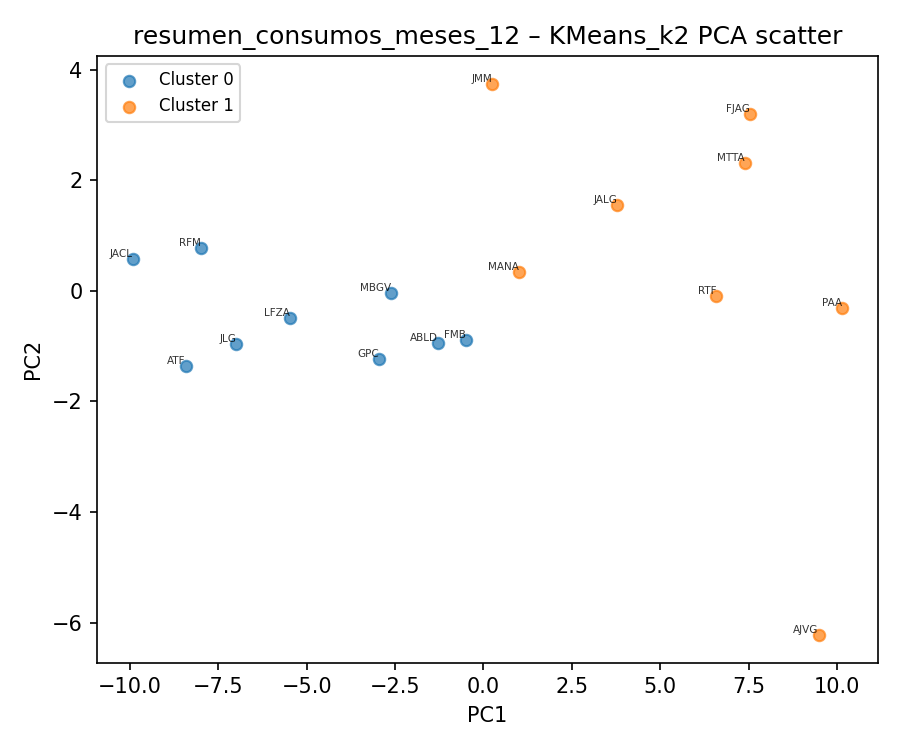 resumen_consumos_meses_12 – KMeans_k2 PCA scatter
Cluster 0
Cluster 1
JMM
FJAG
MTTA
JALG
MANA
RTF
PAA
AJVG
JACL
RFM
MBGV
LFZA
JLG
ATF
GPC
ABLD
FMB
4
2
0
−2
−4
−6
PC2
−10.0
−7.5
−5.0
−2.5
0.0
2.5
5.0
7.5
10.0
PC1